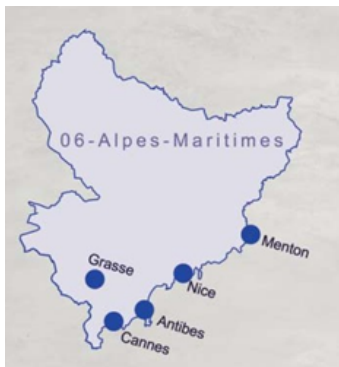 06-Alpes-Maritimes
Menton
Grasse
Nice
Antibes
Cannes